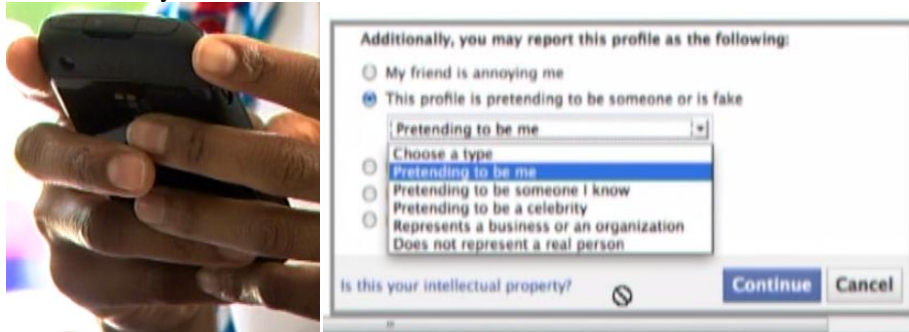 Additionally, you may report this profile as the following:
My friend is annoying me
This profile is pretending to be someone or is fake
Pretending to be me
Choose a type
Pretending to be me
Pretending to be someone I know
Pretending to be a celebrity
Represents a business or an organization
Does not represent a real person
Is this your intellectual property?
Continue Cancel